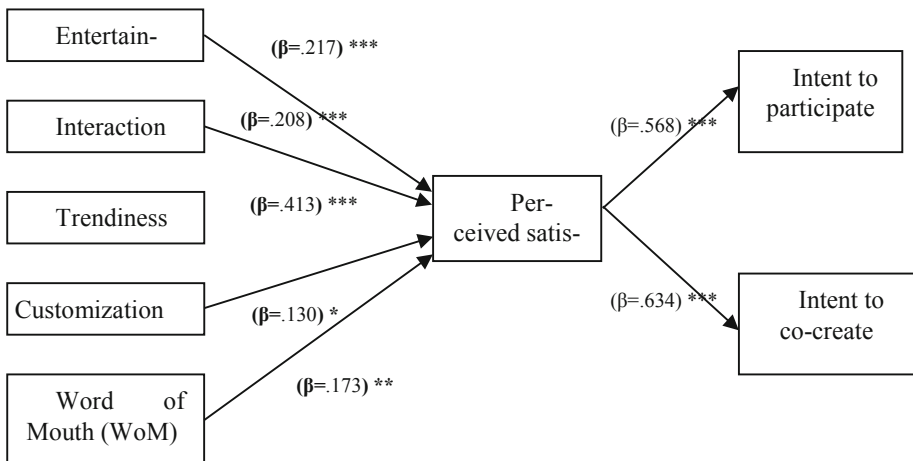 Entertain-
(β=.217) ***
Interaction
(β=.208) ***
Trendiness
(β=.413) ***
Customization
(β=.130) *
Word of
Mouth (WoM)
(β=.173) **
Per-
ceived satis-
(β=.568) ***
Intent to
participate
(β=.634) ***
Intent to
co-create